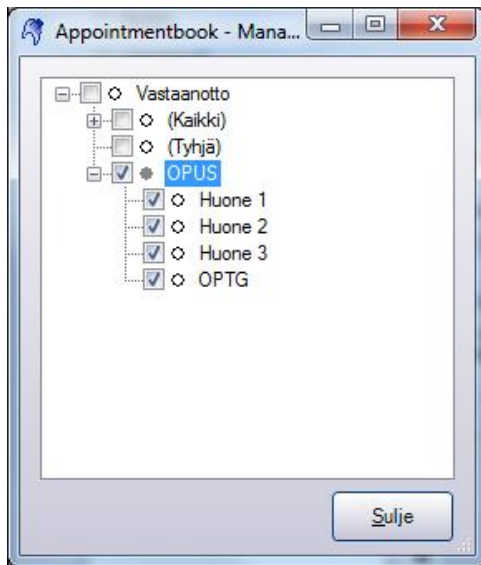 Appointmentbook - Mana...
Vastaanotto
(Kaikki)
(Tyhjä)
OPUS
Huone 1
Huone 2
Huone 3
OPTG
Sulje